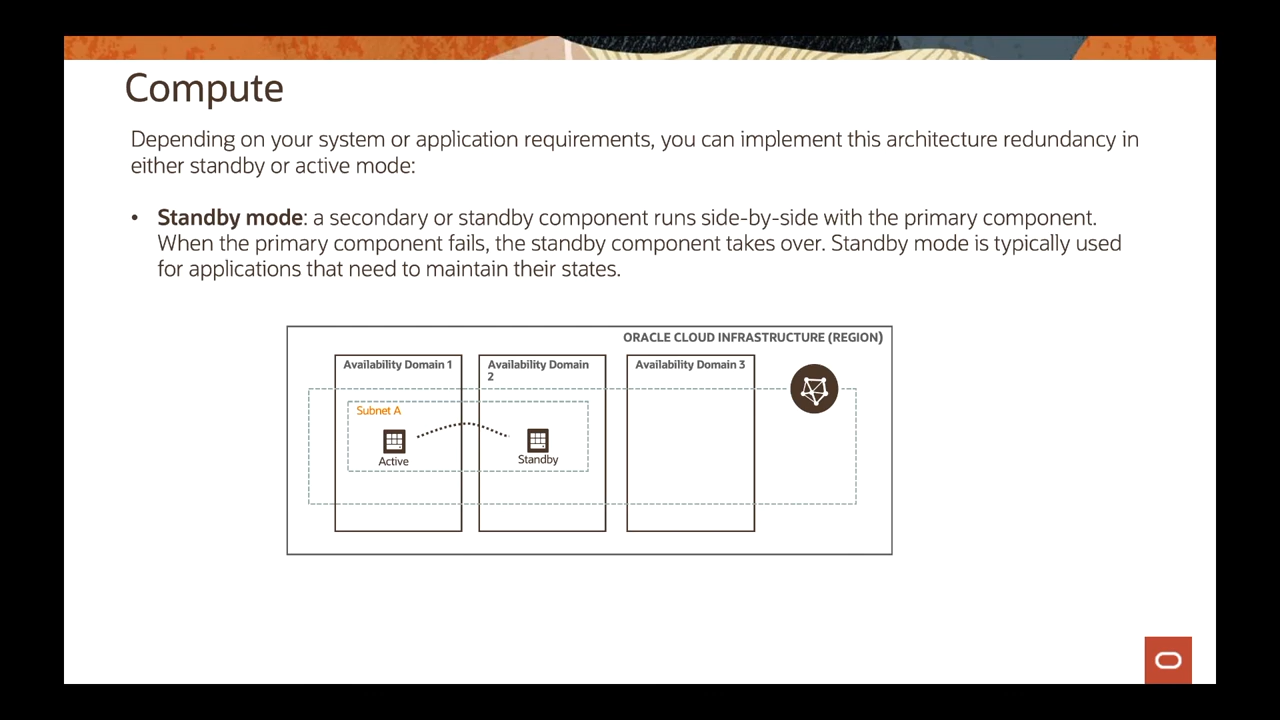 Compute
Depending on your system or application requirements, you can implement this architecture redundancy in
either standby or active mode:
• Standby mode: a secondary or standby component runs side-by-side with the primary component.
When the primary component fails, the standby component takes over. Standby mode is typically used
for applications that need to maintain their states.
ORACLE CLOUD INFRASTRUCTURE (REGION)
Availability Domain 1
Availability Domain
2
Availability Domain 3
Subnet A
Active
Standby